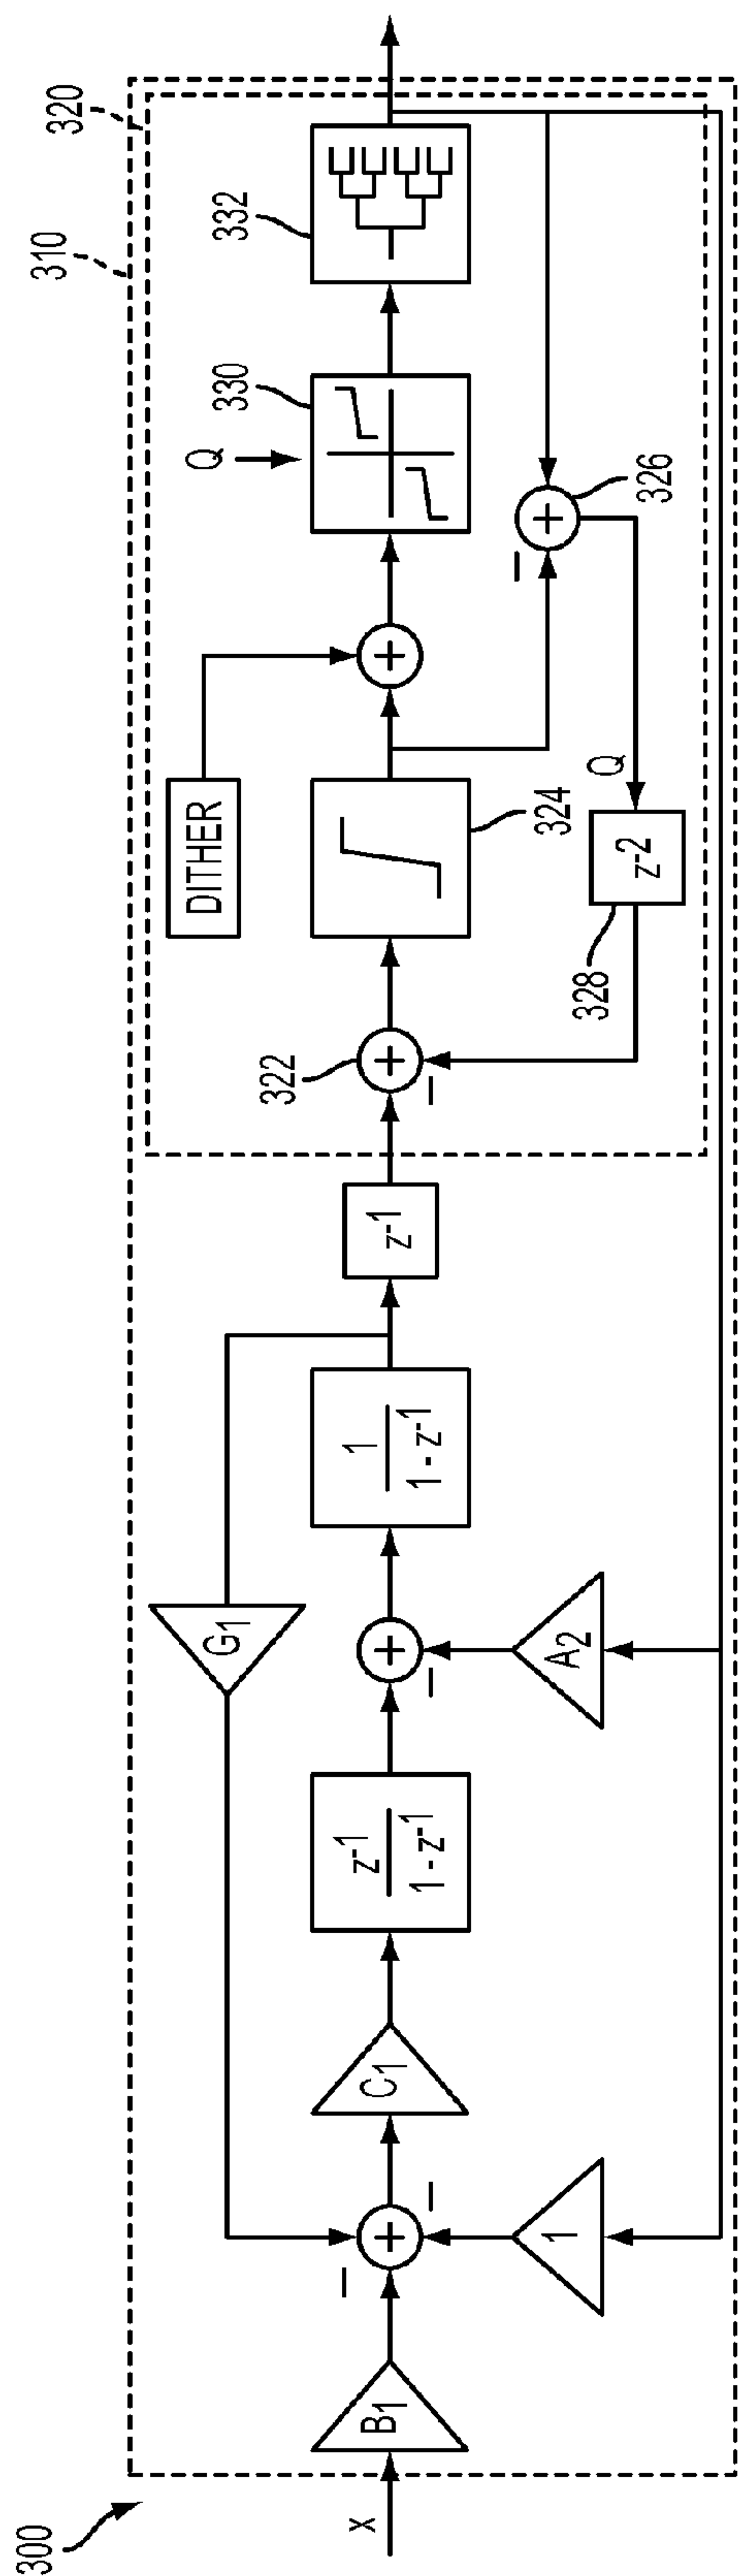 300
310
320
x
B₁
1
C₁
z⁻¹
1 - z⁻¹
G₁
A₂
1
1 - z⁻¹
z⁻¹
322
DITHER
324
328
z⁻²
Q
326
Q
330
332
+
+
+
+
+
−
−
−
−
−